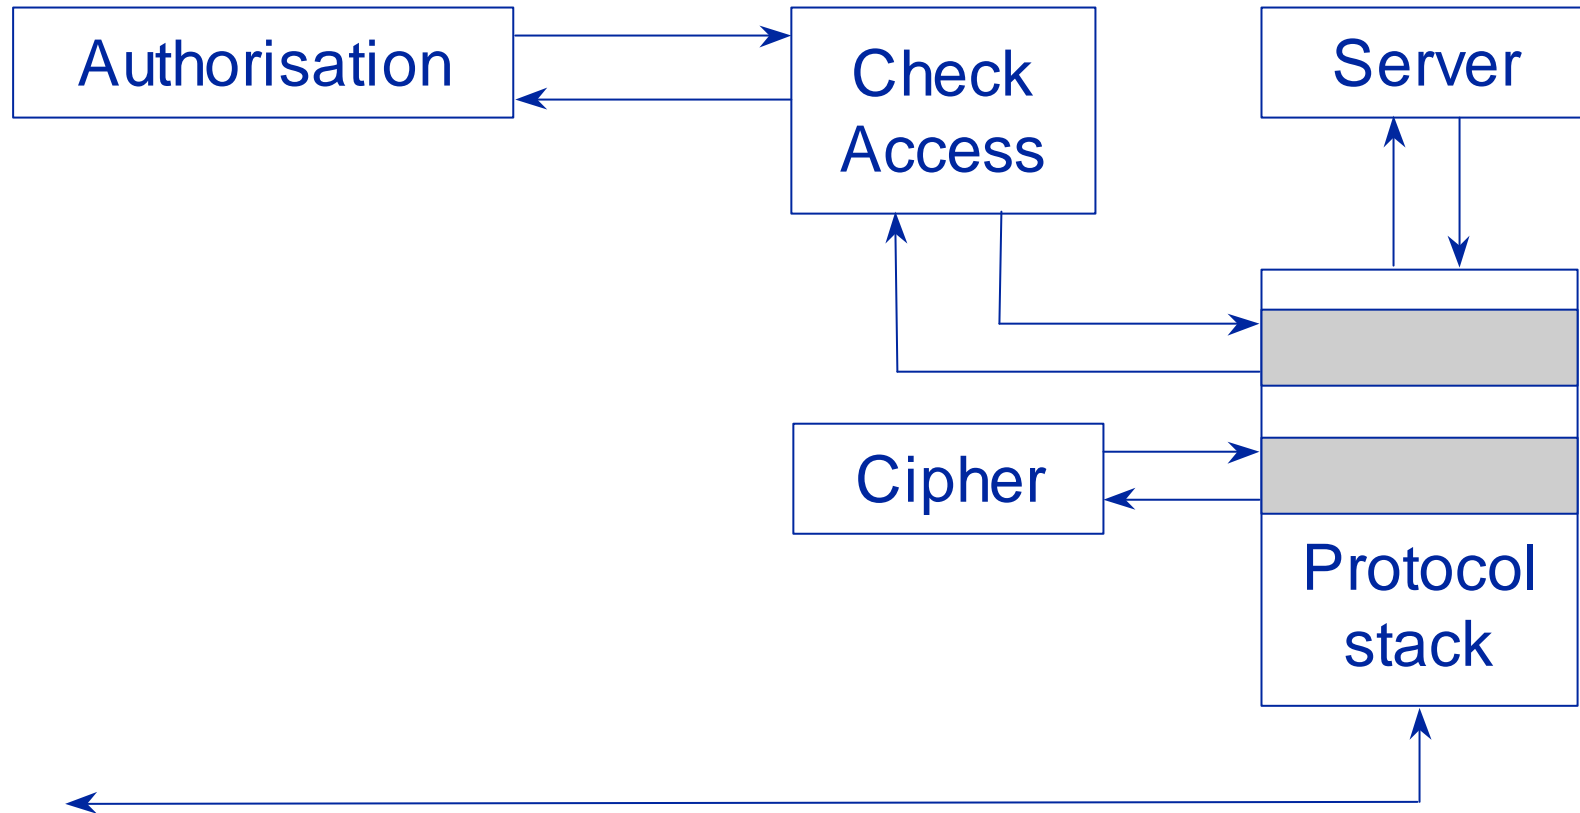 Authorisation
Check
Access
Server
Cipher
Protocol
stack